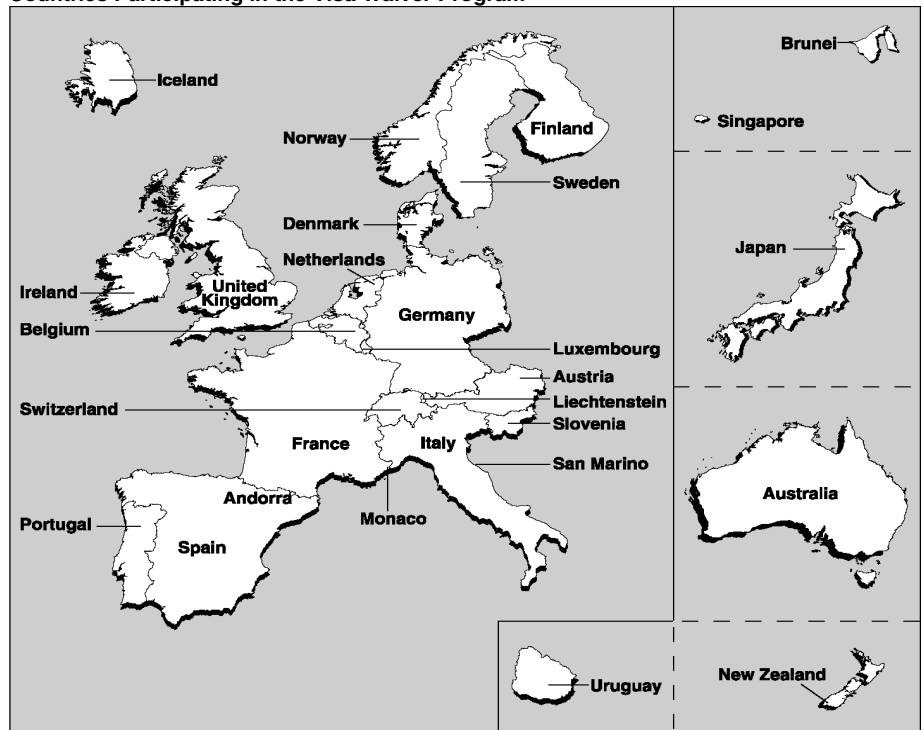 Countries Participating in the Visa Waiver Program
Iceland
Norway
Finland
Sweden
Denmark
Netherlands
Ireland
United
Kingdom
Germany
Belgium
Luxembourg
Austria
Switzerland
Liechtenstein
Slovenia
France
Italy
San Marino
Andorra
Monaco
Portugal
Spain
Brunei
Singapore
Japan
Australia
Uruguay
New Zealand